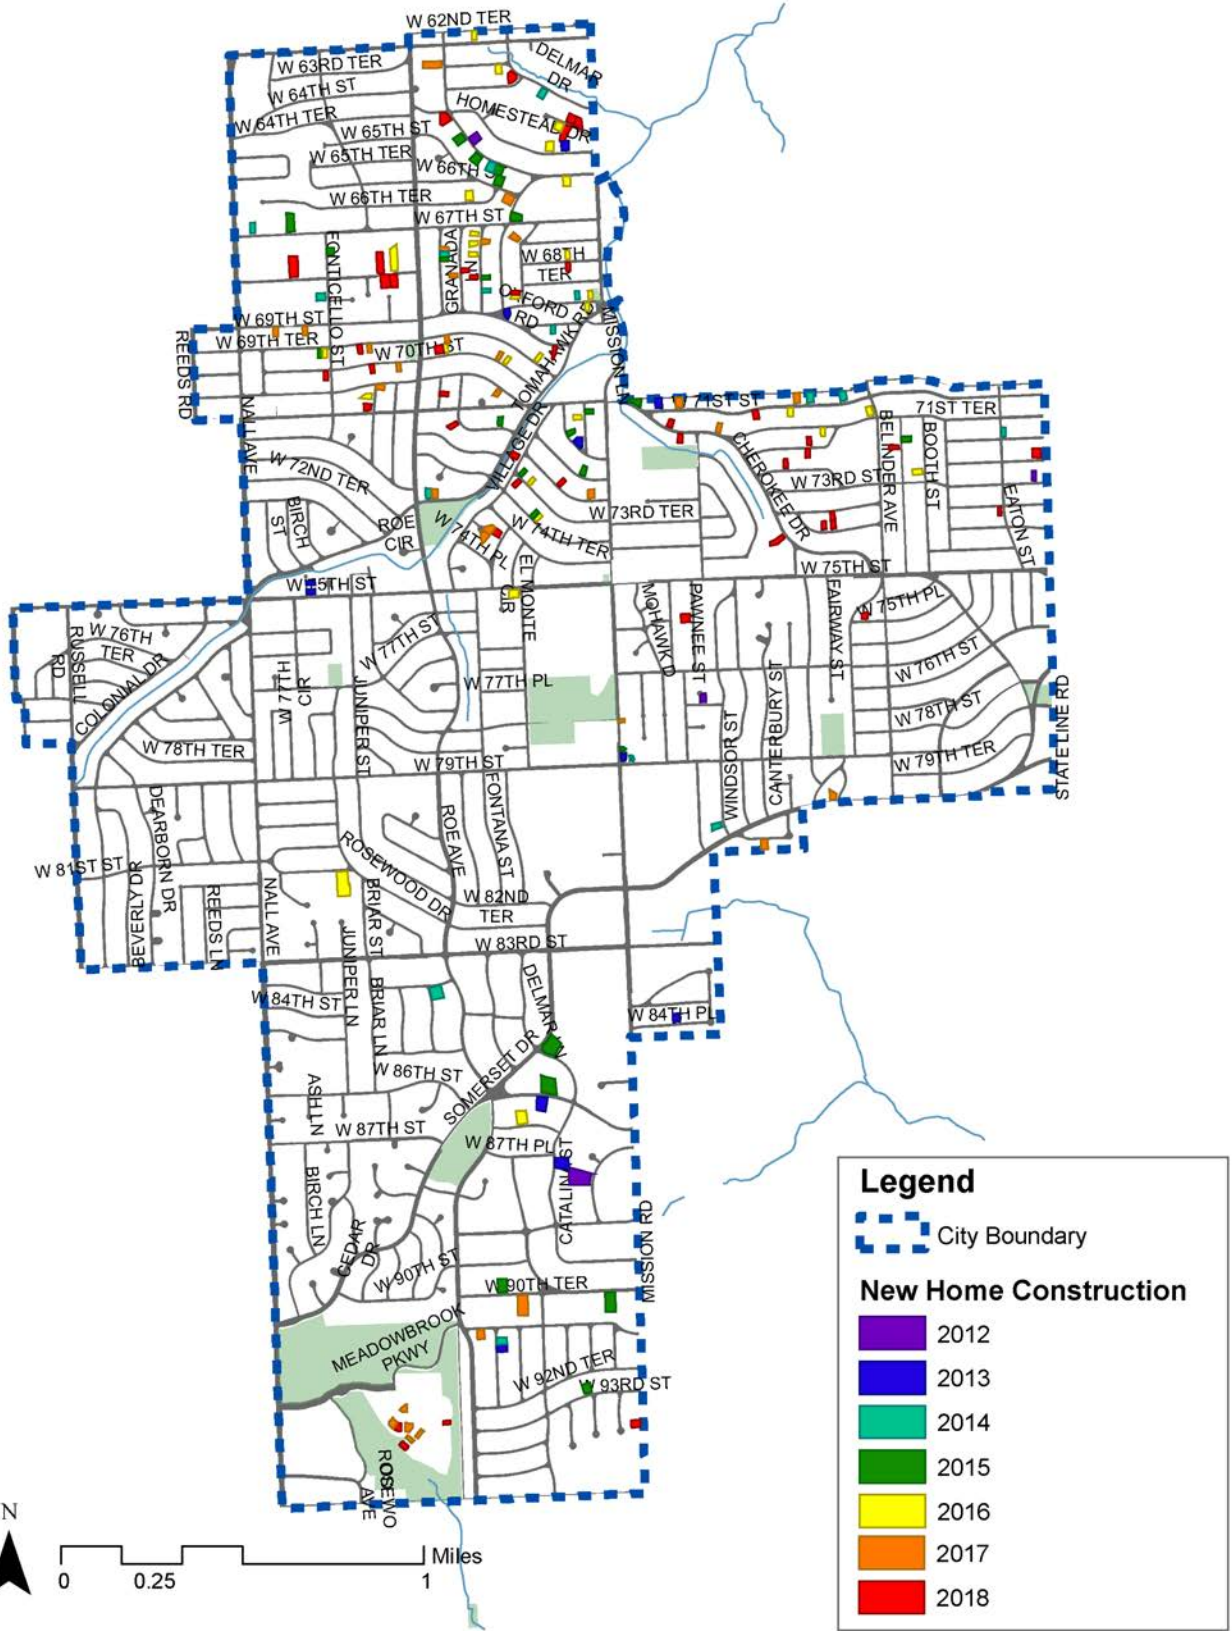 W 62ND TER
DELMAR
DR
W 63RD TER
W 64TH ST
W 64TH TER
HOMESTEAD DR
W 65TH ST
W 65TH TER
W 66TH S
W 66TH TER
W 67TH ST
FONTICELLO ST
GRANADA
LN
W 68TH
TER
OXFORD
RD
W 69TH ST
W 69TH TER
REEDS RD
W 70TH ST
TOMAHAWK RD
MISSION LN
W 71ST ST
71ST TER
NALL AVE
VILLAGE DR
CHEROKEE DR
BELINDER AVE
BOOTH ST
W 72ND TER
W 73RD ST
EATON ST
BIRCH
ST
ROE
CIR
W 74TH PL
W 74TH TER
W 73RD TER
W 75TH ST
W 75TH ST
EL MONTE
CIR
MOHAWK D
PAWNEE ST
FAIRWAY ST
W 75TH PL
W 76TH
TER
RUSSELL
RD
COLONIAL DR
W 77TH ST
W 77TH
CIR
JUNIPER ST
W 77TH PL
W 76TH ST
CANTERBURY ST
WINDSOR ST
W 78TH ST
STATE LINE RD
W 78TH TER
W 79TH ST
W 79TH TER
DEARBORN DR
ROE AVE
FONTANA ST
W 81ST ST
ROSEWOOD DR
BEVERLY DR
REEDS LN
NALL AVE
BRIAR ST
W 82ND
TER
W 83RD ST
JUNIPER LN
BRIAR LN
DELMAR LN
W 84TH ST
W 84TH PL
SOMERSET DR
W 86TH ST
ASH LN
W 87TH ST
W 87TH PL
CATALINA ST
BIRCH LN
CEDAR
DR
MISSION RD
W 90TH ST
W 90TH TER
MEADOWBROOK
PKWY
W 92ND TER
W 93RD ST
ROSEWO
AVE
Legend
City Boundary
New Home Construction
2012
2013
2014
2015
2016
2017
2018
N
Miles
0 0.25 1